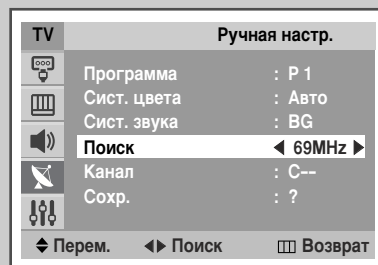 TV Ручная настр.
Программа : P 1
Сист. цвета : Авто
Сист. звука : BG
Поиск ◀ 69MHz ▶
Канал : C--
Сохр. : ?
Перем. Поиск Возврат